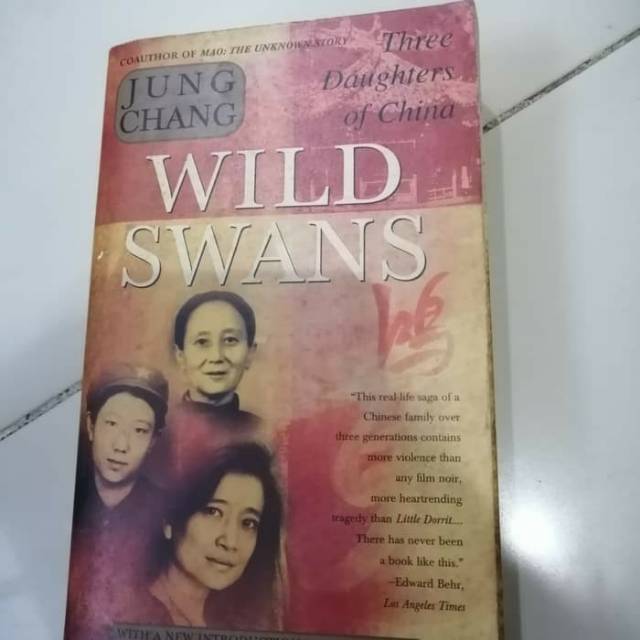 COAUTHOR OF MAO: THE UNKNOWN STORY
Three
Daughters
of China
JUNG
CHANG
WILD
SWANS
鴻
"This real-life saga of a
Chinese family over
three generations contains
more violence than
any film noir,
more heartrending
tragedy than Little Dorrit....
There has never been
a book like this."
—Edward Behr,
Los Angeles Times
WITH A NEW